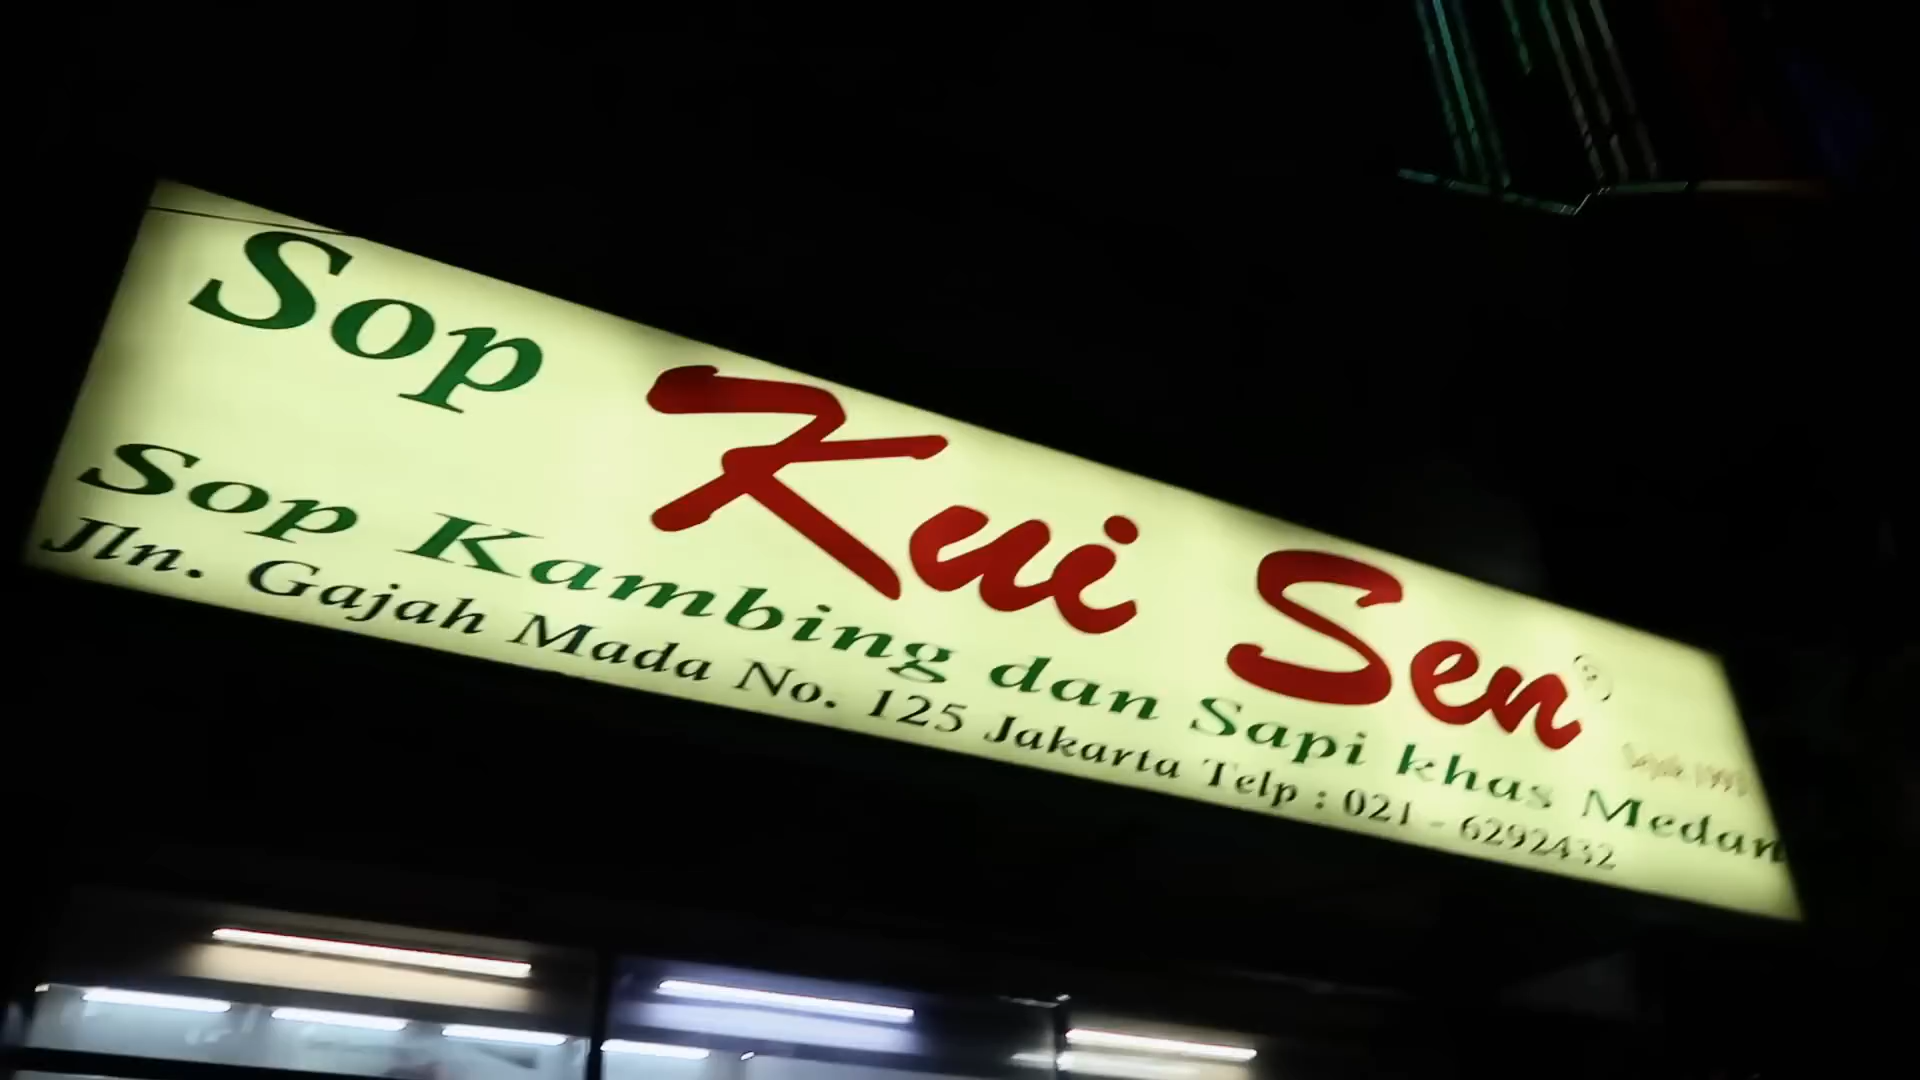 Sop Kui Sen
Sop Kambing dan Sapi khas Medan
Jln. Gajah Mada No. 125 Jakarta Telp : 021 - 6292432